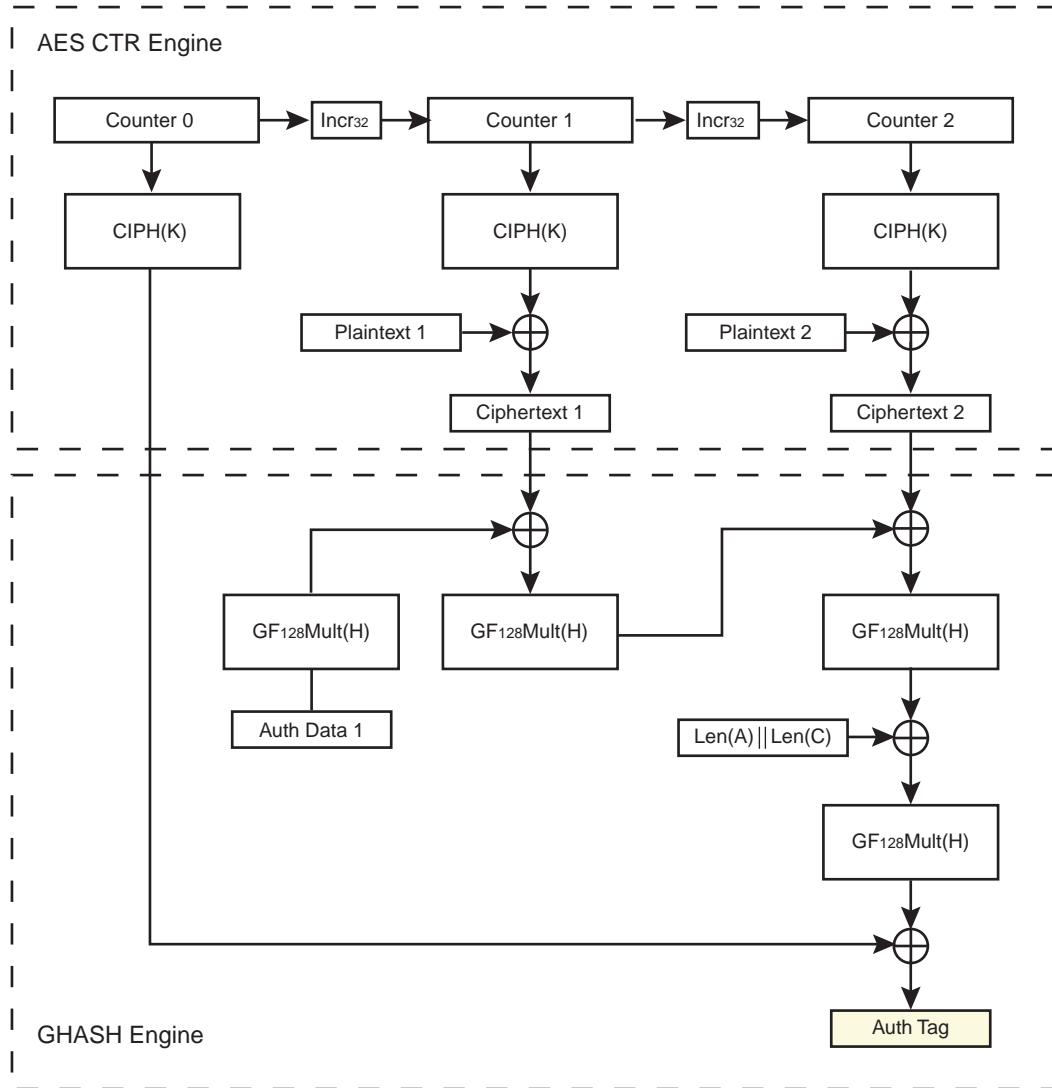 AES CTR Engine
Counter 0
Incr32
Counter 1
Incr32
Counter 2
CIPH(K)
CIPH(K)
CIPH(K)
Plaintext 1
Plaintext 2
Ciphertext 1
Ciphertext 2
GF128Mult(H)
GF128Mult(H)
GF128Mult(H)
Auth Data 1
Len(A)||Len(C)
GF128Mult(H)
Auth Tag
GHASH Engine